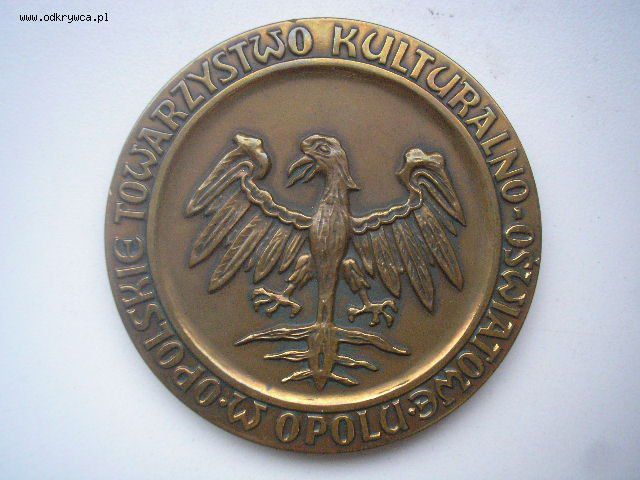 www.odkrywca.pl
OPOLSKIE TOWARZYSTWO KULTURALNO-OŚWIATOWE · W OPOLU ·